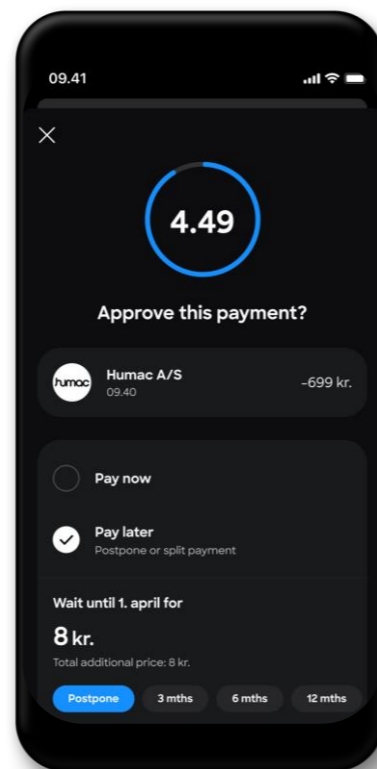 09.41
4.49
Approve this payment?
humac
Humac A/S
-699 kr.
09.40
Pay now
Pay later
Postpone or split payment
Wait until 1. april for
8 kr.
Total additional price: 8 kr.
Postpone
3 mths
6 mths
12 mths